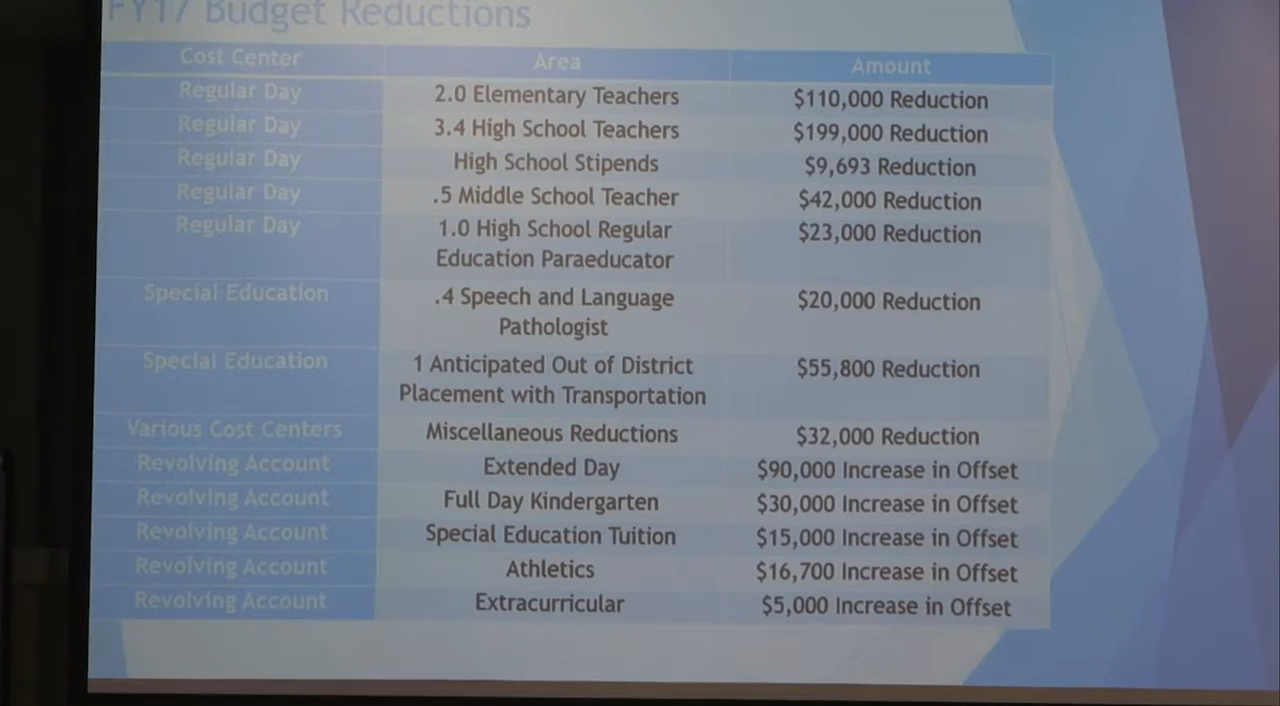 FY17 Budget Reductions
Cost Center Area Amount
Regular Day 2.0 Elementary Teachers $110,000 Reduction
Regular Day 3.4 High School Teachers $199,000 Reduction
Regular Day High School Stipends $9,693 Reduction
Regular Day .5 Middle School Teacher $42,000 Reduction
Regular Day 1.0 High School Regular $23,000 Reduction
Education Paraeducator
Special Education .4 Speech and Language $20,000 Reduction
Pathologist
Special Education 1 Anticipated Out of District $55,800 Reduction
Placement with Transportation
Various Cost Centers Miscellaneous Reductions $32,000 Reduction
Revolving Account Extended Day $90,000 Increase in Offset
Revolving Account Full Day Kindergarten $30,000 Increase in Offset
Revolving Account Special Education Tuition $15,000 Increase in Offset
Revolving Account Athletics $16,700 Increase in Offset
Revolving Account Extracurricular $5,000 Increase in Offset